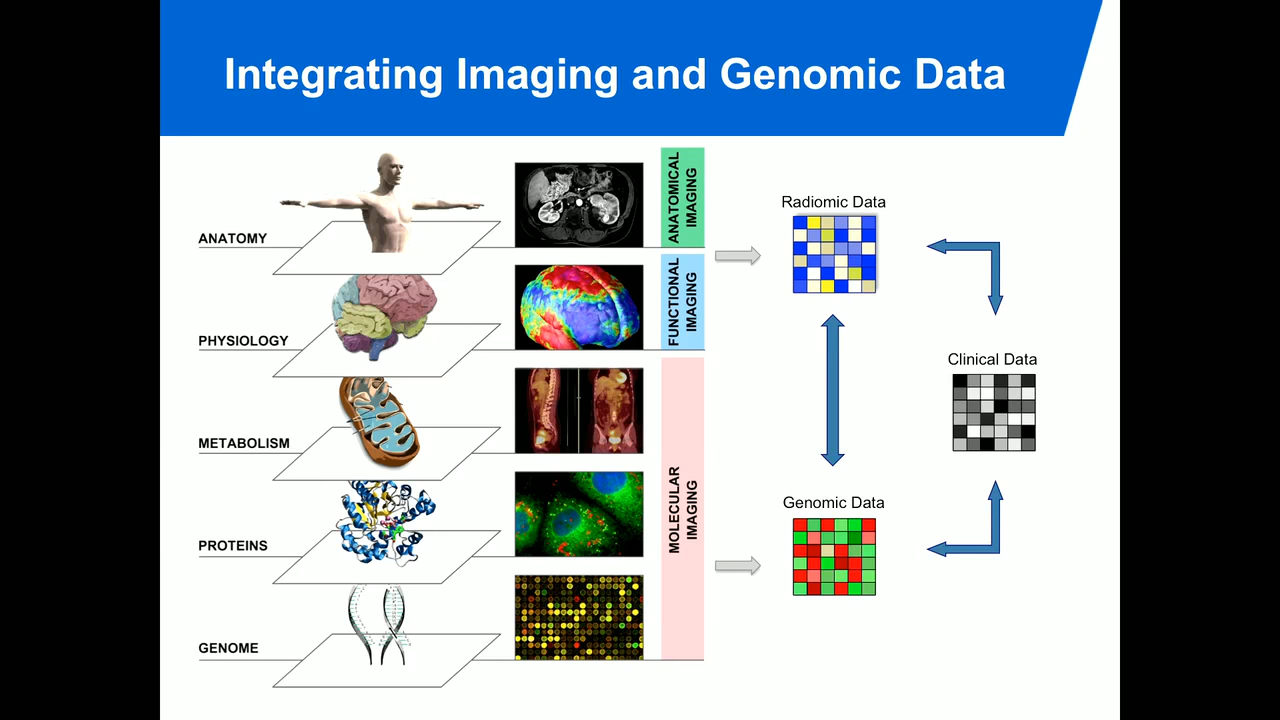 Integrating Imaging and Genomic Data
ANATOMY
PHYSIOLOGY
METABOLISM
PROTEINS
GENOME
ANATOMICAL
IMAGING
FUNCTIONAL
IMAGING
MOLECULAR
IMAGING
Radiomic Data
Clinical Data
Genomic Data